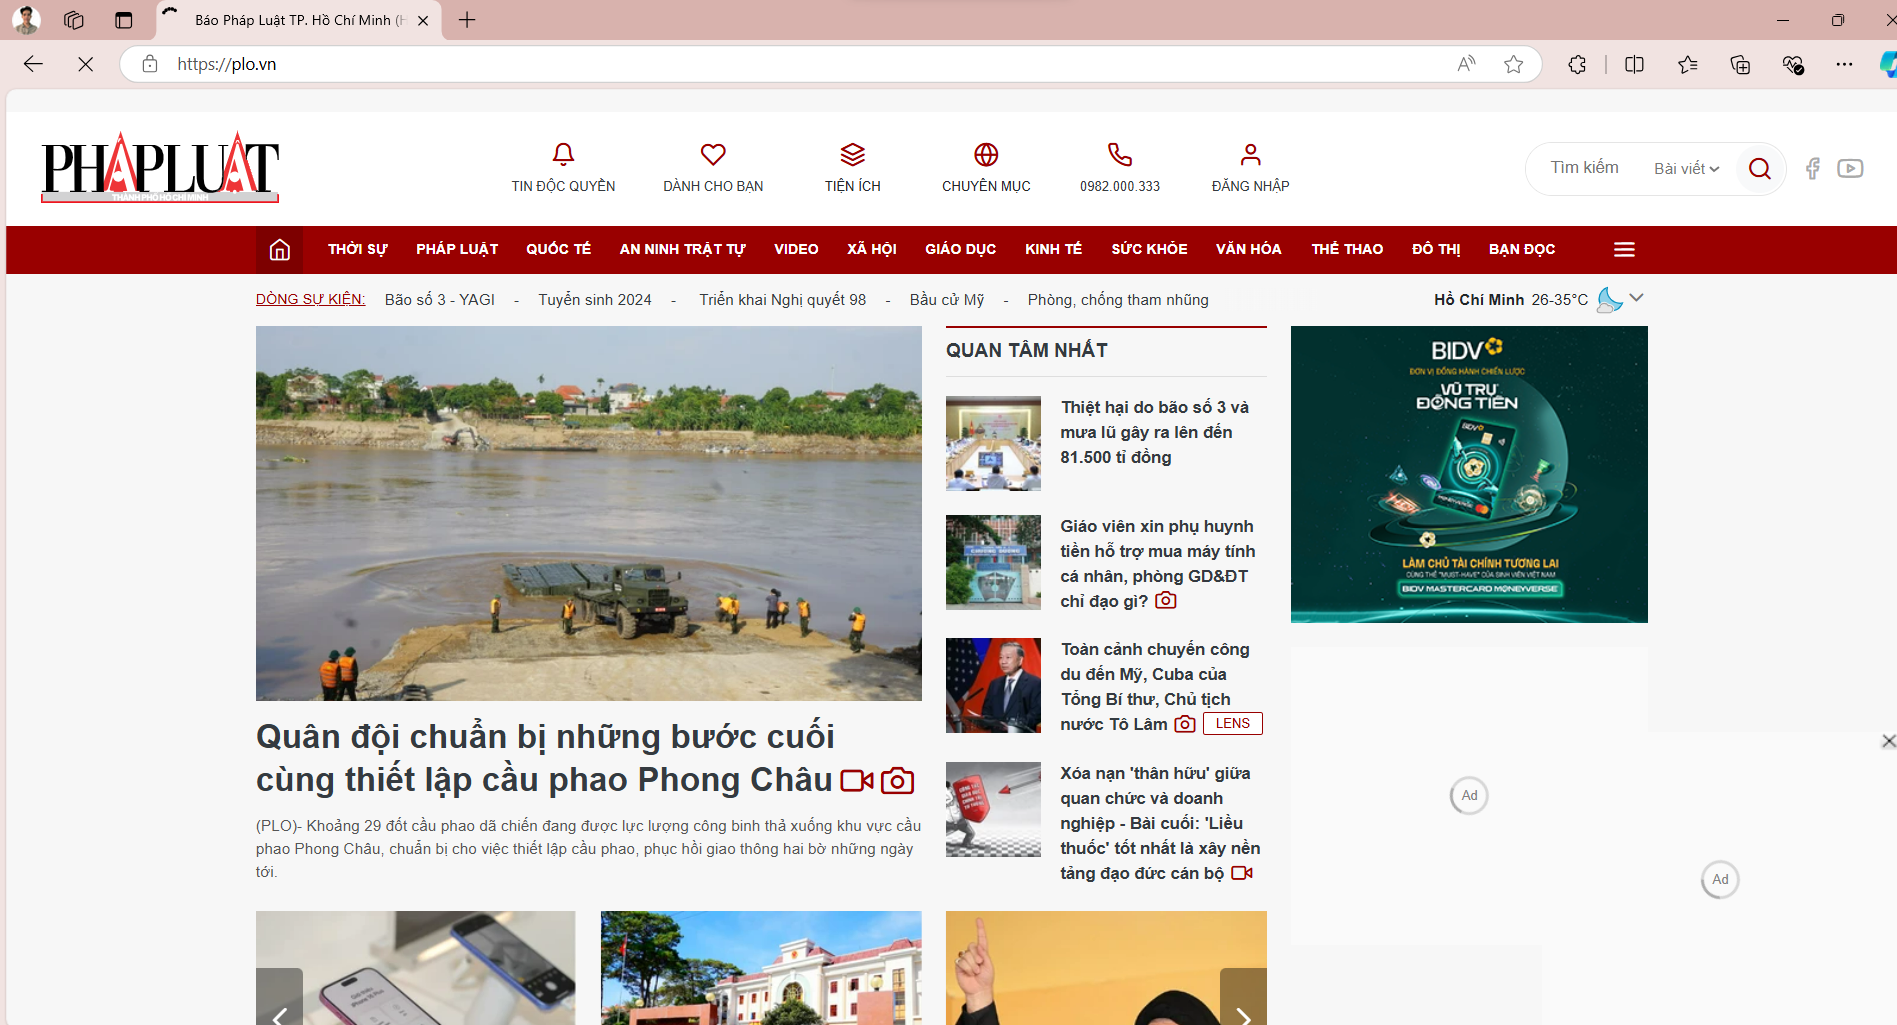 Báo Pháp Luật TP. Hồ Chí Minh (H
https://plo.vn
PHÁP LUẬT
THÀNH PHỐ HỒ CHÍ MINH
TIN ĐỘC QUYỀN
DÀNH CHO BẠN
TIỆN ÍCH
CHUYÊN MỤC
0982.000.333
ĐĂNG NHẬP
Tìm kiếm
Bài viết
THỜI SỰ
PHÁP LUẬT
QUỐC TẾ
AN NINH TRẬT TỰ
VIDEO
XÃ HỘI
GIÁO DỤC
KINH TẾ
SỨC KHỎE
VĂN HÓA
THỂ THAO
ĐÔ THỊ
BẠN ĐỌC
DÒNG SỰ KIỆN:
Bão số 3 - YAGI - Tuyển sinh 2024 - Triển khai Nghị quyết 98 - Bầu cử Mỹ - Phòng, chống tham nhũng
Hồ Chí Minh 26-35°C
Quân đội chuẩn bị những bước cuối
cùng thiết lập cầu phao Phong Châu
(PLO)- Khoảng 29 đốt cầu phao dã chiến đang được lực lượng công binh thả xuống khu vực cầu
phao Phong Châu, chuẩn bị cho việc thiết lập cầu phao, phục hồi giao thông hai bờ những ngày
tới.
QUAN TÂM NHẤT
Thiệt hại do bão số 3 và
mưa lũ gây ra lên đến
81.500 tỉ đồng
Giáo viên xin phụ huynh
tiền hỗ trợ mua máy tính
cá nhân, phòng GD&ĐT
chỉ đạo gì?
Toàn cảnh chuyến công
du đến Mỹ, Cuba của
Tổng Bí thư, Chủ tịch
nước Tô Lâm
LENS
Xóa nạn 'thân hữu' giữa
quan chức và doanh
nghiệp - Bài cuối: 'Liều
thuốc' tốt nhất là xây nền
tảng đạo đức cán bộ
BIDV
ĐƠN VỊ ĐỒNG HÀNH CHIẾN LƯỢC
VŨ TRỤ
ĐỒNG TIỀN
BIDV
LÀM CHỦ TÀI CHÍNH TƯƠNG LAI
CÙNG THẺ "MUST-HAVE" CỦA SINH VIÊN VIỆT NAM
BIDV MASTERCARD MONEYVERSE
Ad
Ad